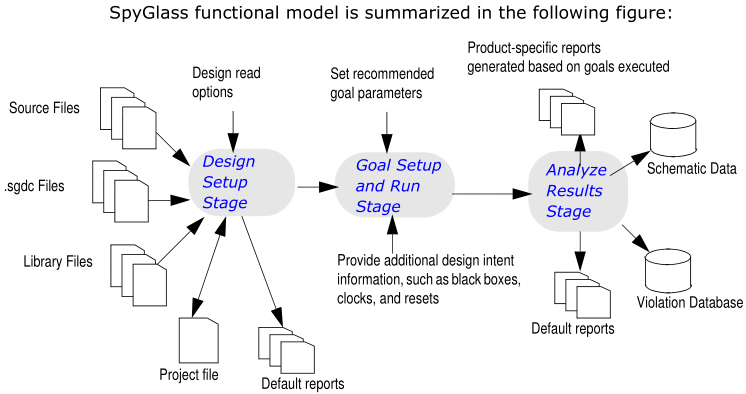 SpyGlass functional model is summarized in the following figure:
Product-specific reports
generated based on goals executed
Design read
options
Set recommended
goal parameters
Source Files
Schematic Data
Design
Setup
Stage
Goal Setup
and Run
Stage
Analyze
Results
Stage
.sgdc Files
Library Files
Provide additional design intent
information, such as black boxes,
clocks, and resets
Violation Database
Default reports
Project file
Default reports